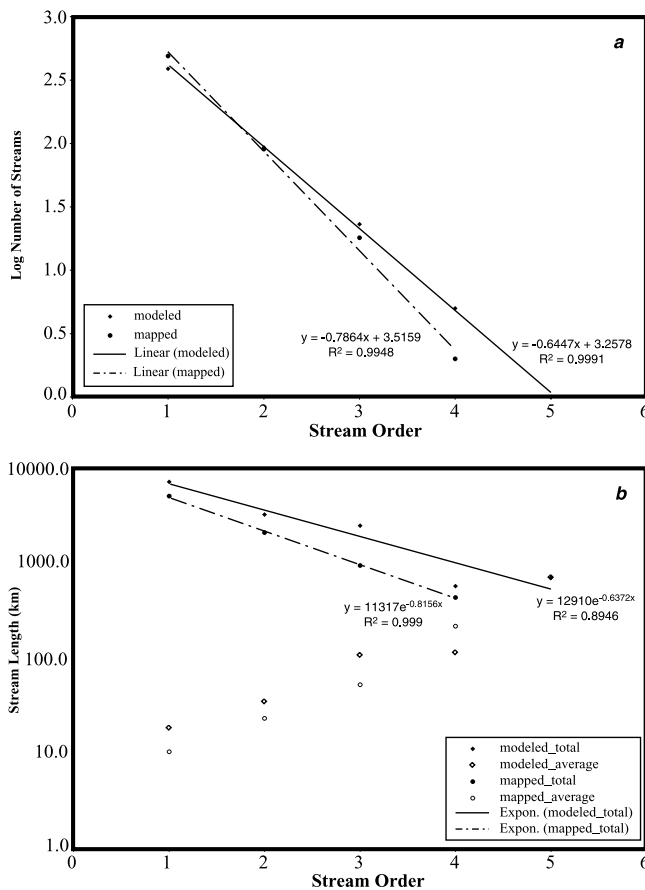 3.0
a
2.5
2.0
1.5
1.0
0.5
0.0
Log Number of Streams
modeled
mapped
Linear (modeled)
Linear (mapped)
y = -0.7864x + 3.5159
R² = 0.9948
y = -0.6447x + 3.2578
R² = 0.9991
0 1 2 3 4 5 6
Stream Order
10000.0
b
1000.0
100.0
10.0
1.0
Stream Length (km)
y = 11317e^-0.8156x
R² = 0.999
y = 12910e^-0.6372x
R² = 0.8946
modeled_total
modeled_average
mapped_total
mapped_average
Expon. (modeled_total)
Expon. (mapped_total)
0 1 2 3 4 5 6
Stream Order